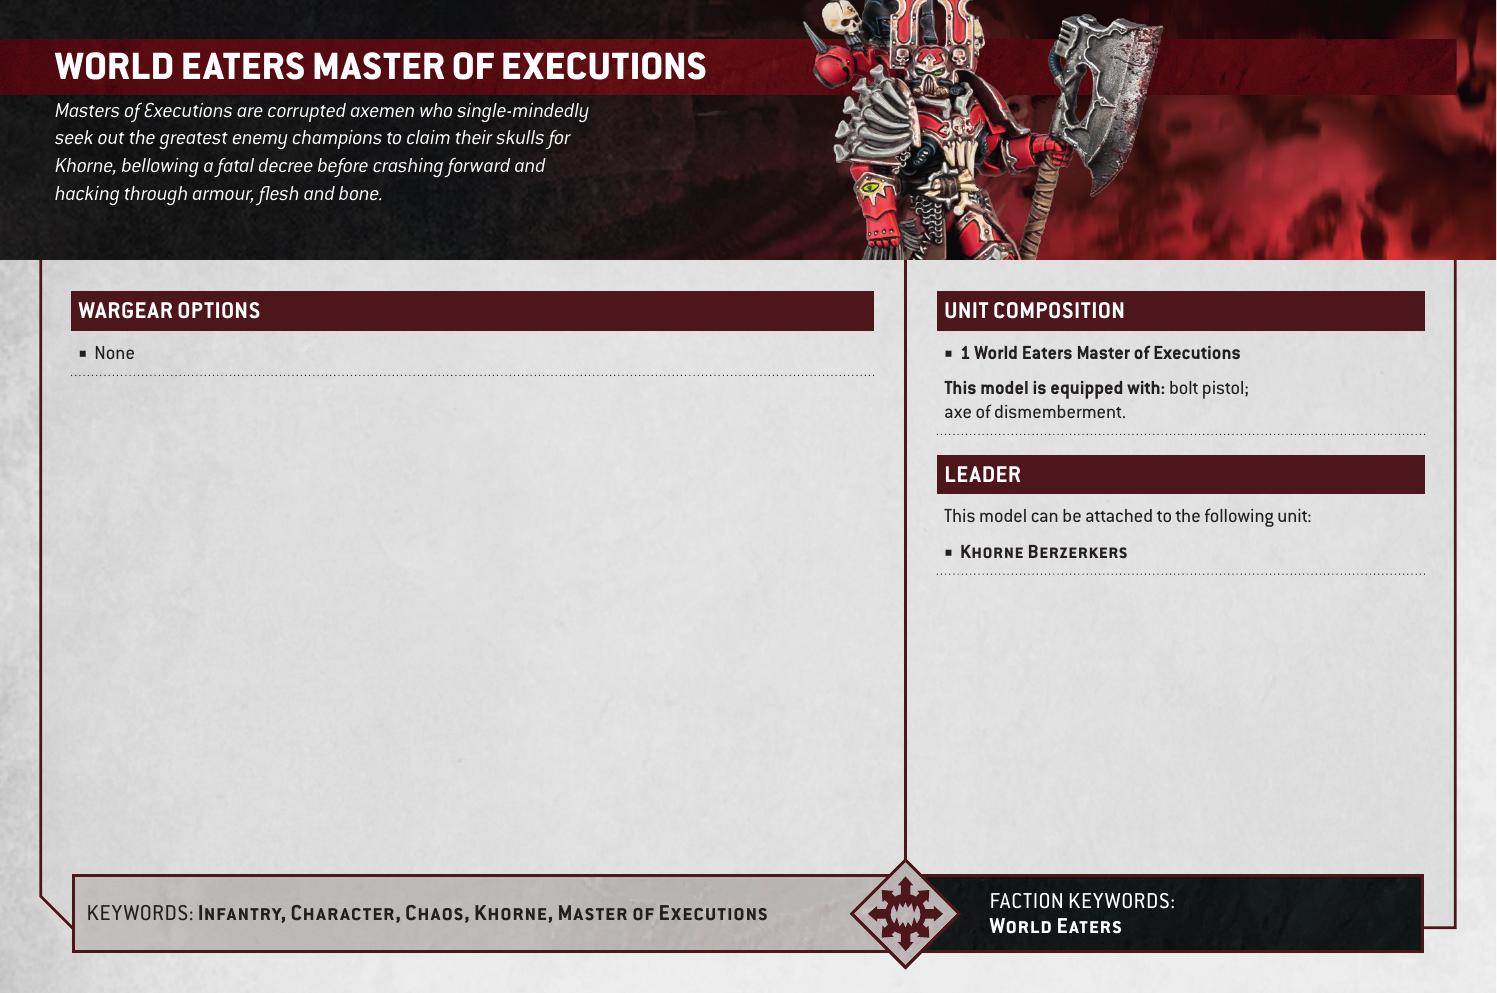 WORLD EATERS MASTER OF EXECUTIONS
Masters of Executions are corrupted axemen who single-mindedly
seek out the greatest enemy champions to claim their skulls for
Khorne, bellowing a fatal decree before crashing forward and
hacking through armour, flesh and bone.
WARGEAR OPTIONS
▪ None
UNIT COMPOSITION
▪ 1 World Eaters Master of Executions
This model is equipped with: bolt pistol;
axe of dismemberment.
LEADER
This model can be attached to the following unit:
▪ Khorne Berzerkers
KEYWORDS: Infantry, Character, Chaos, Khorne, Master of Executions
FACTION KEYWORDS:
World Eaters